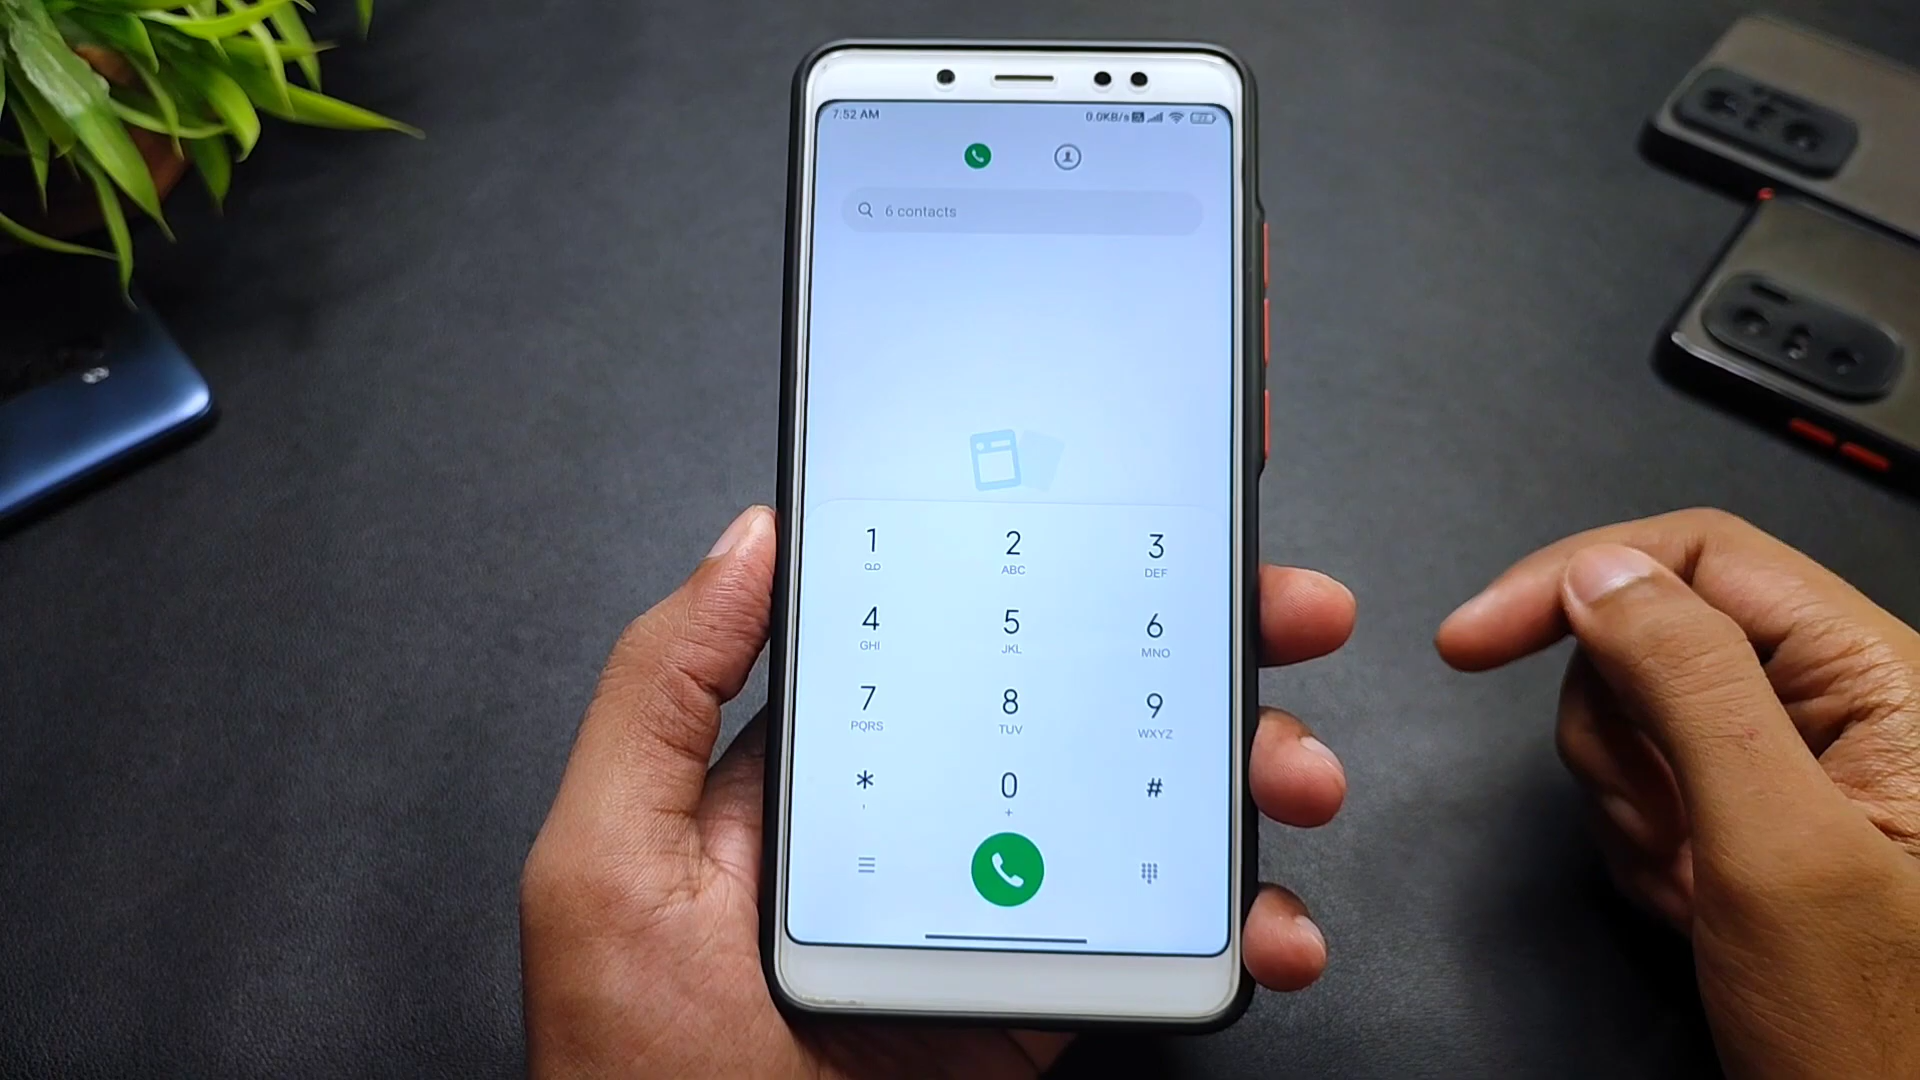 7:52 AM
0.0KB/s
6 contacts
1 2 3
ABC DEF
4 5 6
GHI JKL MNO
7 8 9
PQRS TUV WXYZ
* 0 #
, +